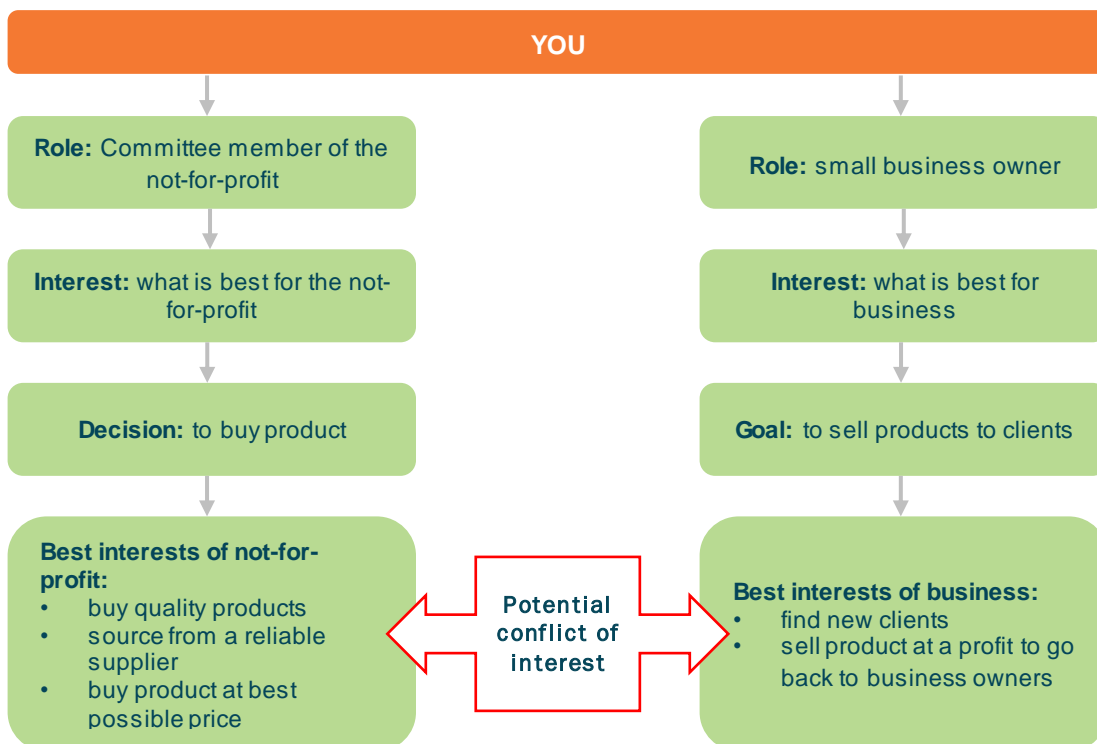 YOU
Role: Committee member of the
not-for-profit
Interest: what is best for the not-
for-profit
Decision: to buy product
Best interests of not-for-
profit:
• buy quality products
• source from a reliable
supplier
• buy product at best
possible price
Potential
conflict of
interest
Role: small business owner
Interest: what is best for
business
Goal: to sell products to clients
Best interests of business:
• find new clients
• sell product at a profit to go
back to business owners